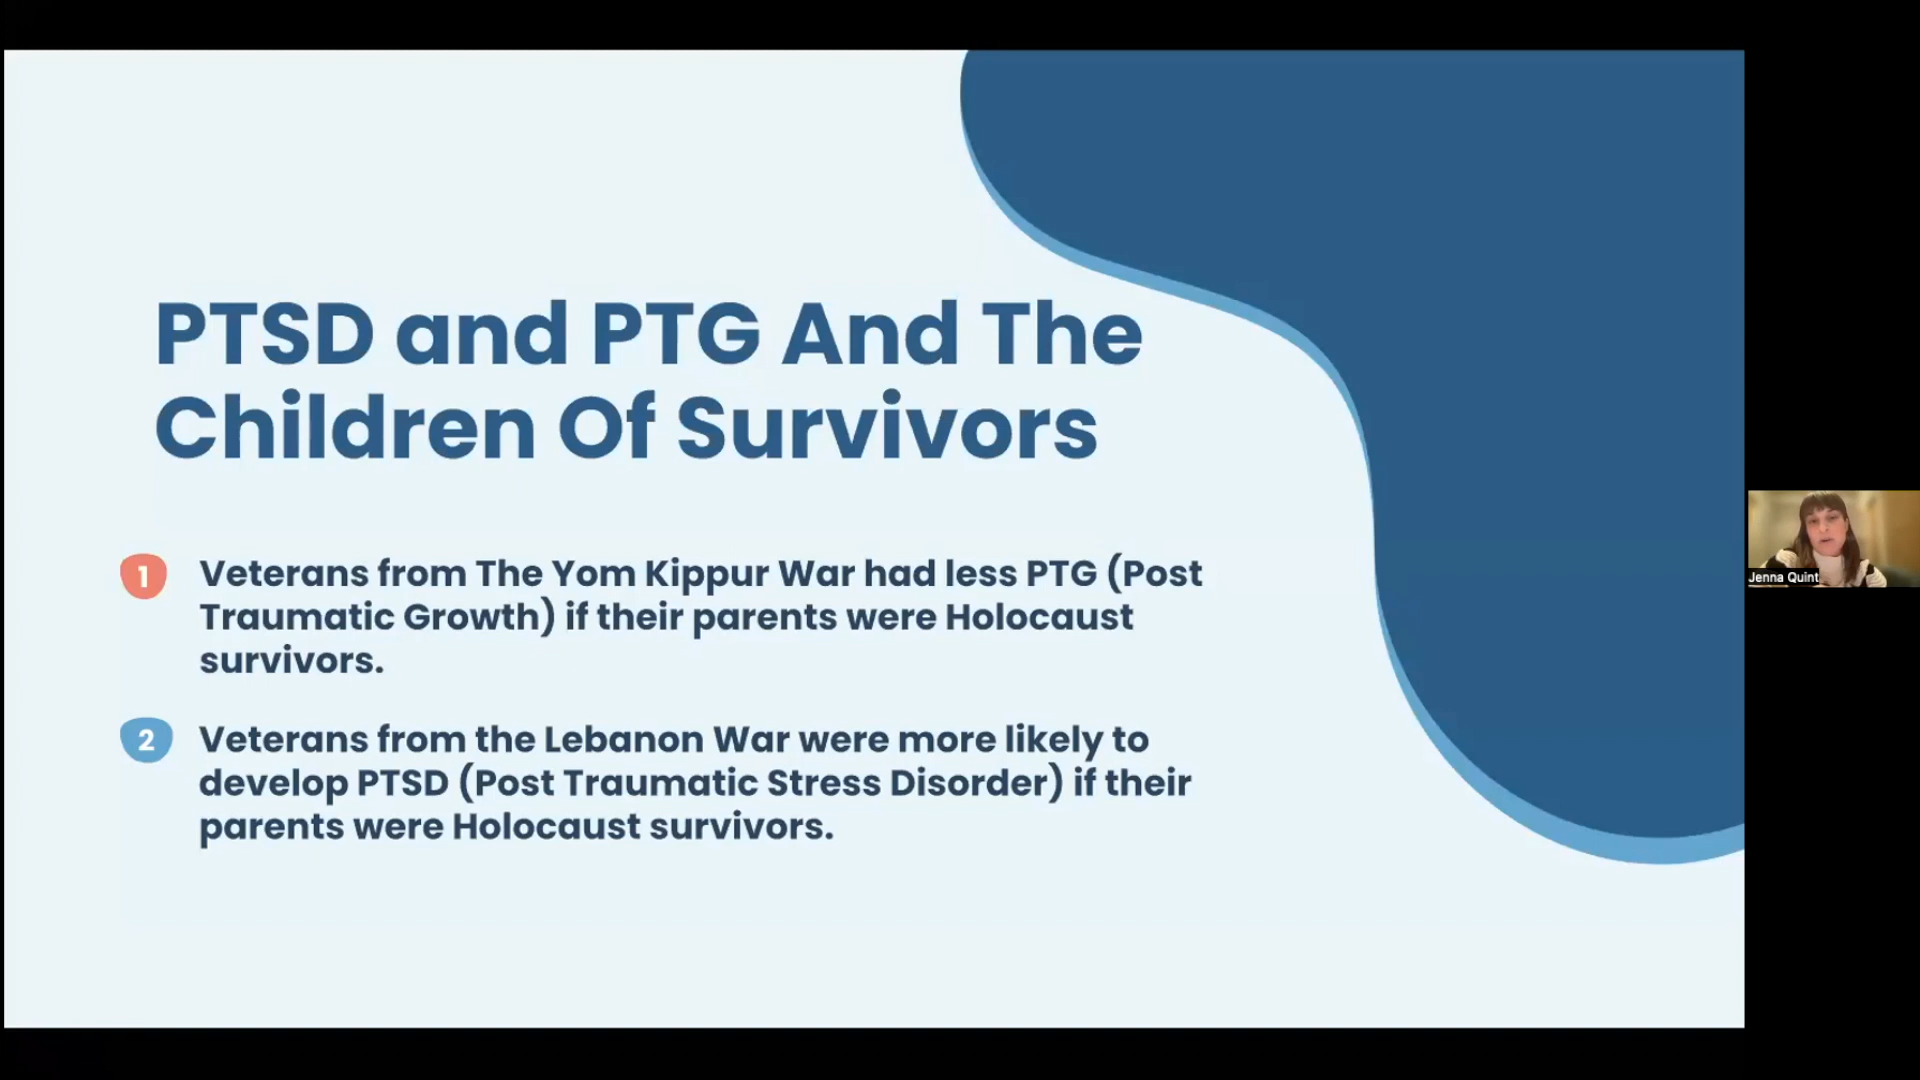 PTSD and PTG And The
Children Of Survivors
1
Veterans from The Yom Kippur War had less PTG (Post
Traumatic Growth) if their parents were Holocaust
survivors.
2
Veterans from the Lebanon War were more likely to
develop PTSD (Post Traumatic Stress Disorder) if their
parents were Holocaust survivors.
Jenna Quint